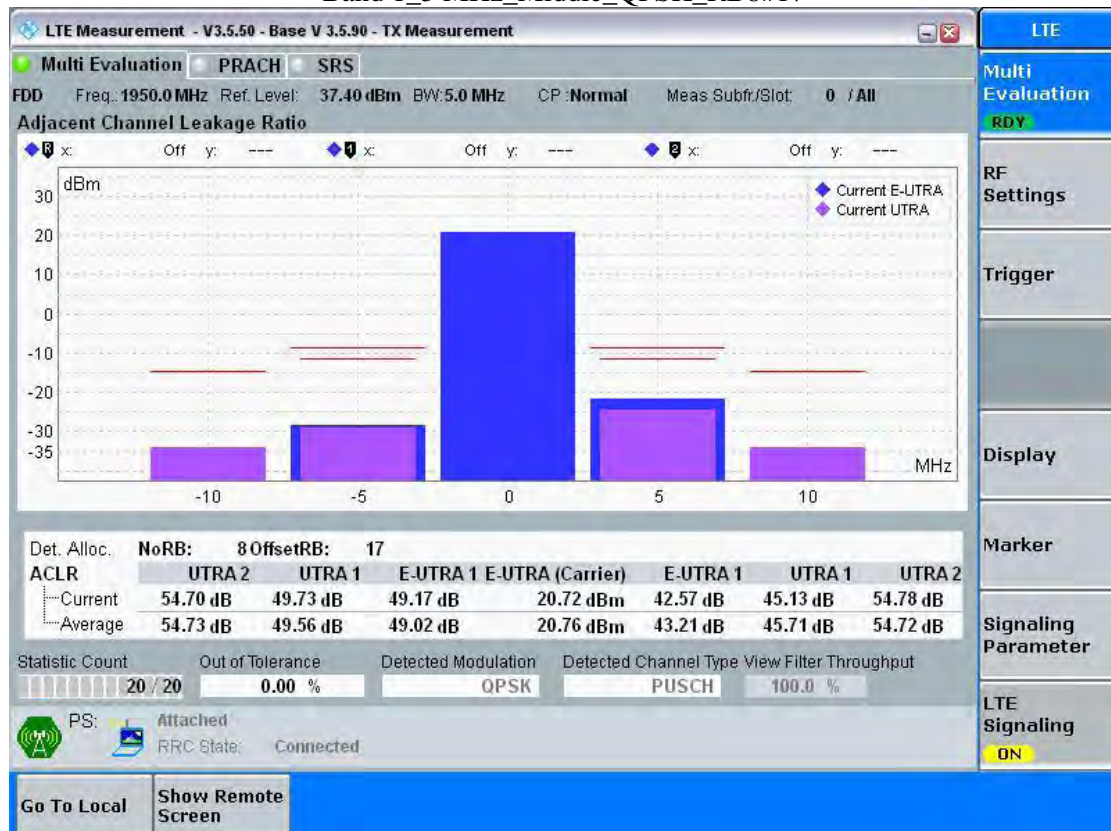 LTE Measurement - V3.5.50 - Base V 3.5.90 - TX Measurement
LTE
Multi Evaluation PRACH SRS
Multi Evaluation
RDY
FDD Freq.: 1950.0 MHz Ref. Level: 37.40 dBm BW: 5.0 MHz CP : Normal Meas Subfr./Slot: 0 / All
Adjacent Channel Leakage Ratio
R x: Off y: --- 1 x: Off y: --- 2 x: Off y: ---
dBm
Current E-UTRA
Current UTRA
30
20
10
0
-10
-20
-30
-35
MHz
-10 -5 0 5 10
RF Settings
Trigger
Display
Marker
Signaling Parameter
LTE Signaling
ON
Det. Alloc. NoRB: 8 OffsetRB: 17
ACLR UTRA 2 UTRA 1 E-UTRA 1 E-UTRA (Carrier) E-UTRA 1 UTRA 1 UTRA 2
Current 54.70 dB 49.73 dB 49.17 dB 20.72 dBm 42.57 dB 45.13 dB 54.78 dB
Average 54.73 dB 49.56 dB 49.02 dB 20.76 dBm 43.21 dB 45.71 dB 54.72 dB
Statistic Count Out of Tolerance Detected Modulation Detected Channel Type View Filter Throughput
20 / 20 0.00 % QPSK PUSCH 100.0 %
PS: Attached
RRC State: Connected
Go To Local Show Remote Screen